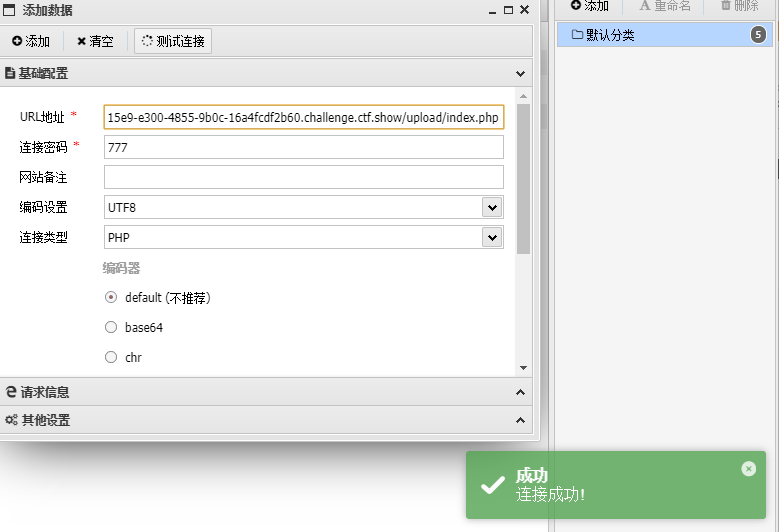 添加数据
添加 清空 测试连接
基础配置
URL地址 * 15e9-e300-4855-9b0c-16a4fcdf2b60.challenge.ctf.show/upload/index.php
连接密码 * 777
网站备注
编码设置 UTF8
连接类型 PHP
编码器
default (不推荐)
base64
chr
请求信息
其他设置
添加 重命名 删除
默认分类 5
成功
连接成功!